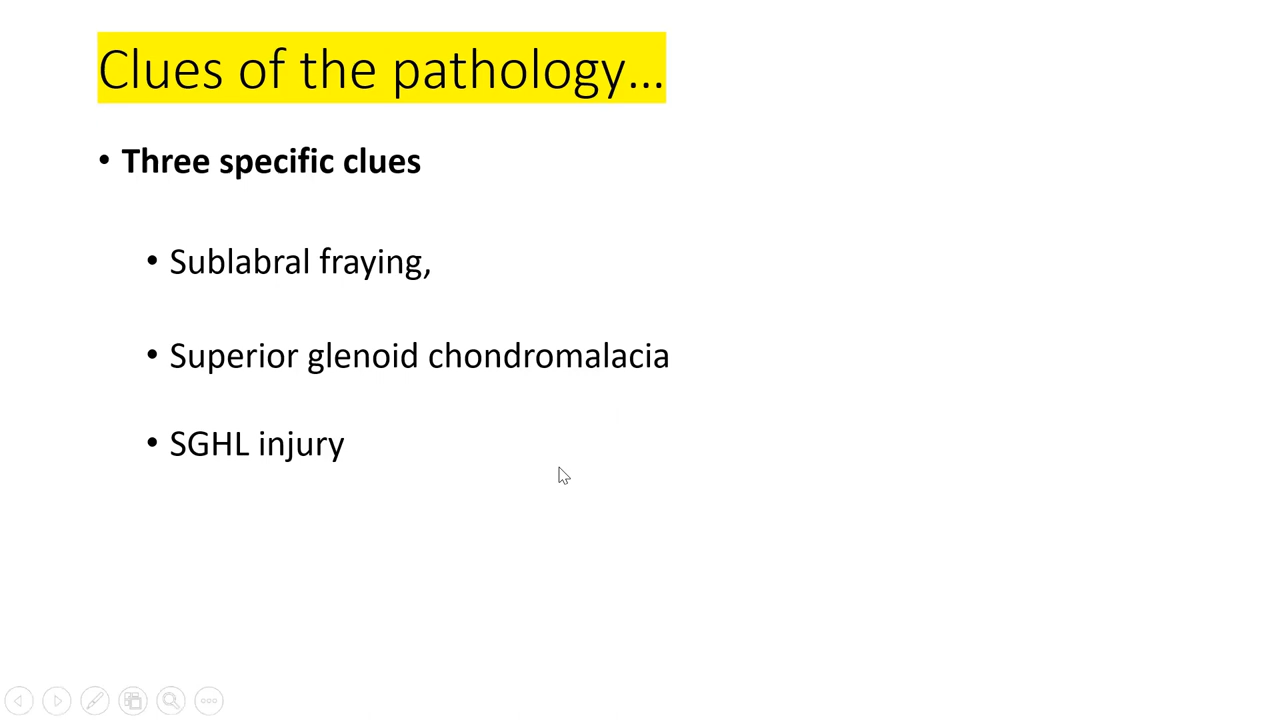 Clues of the pathology...
• Three specific clues
• Sublabral fraying,
• Superior glenoid chondromalacia
• SGHL injury